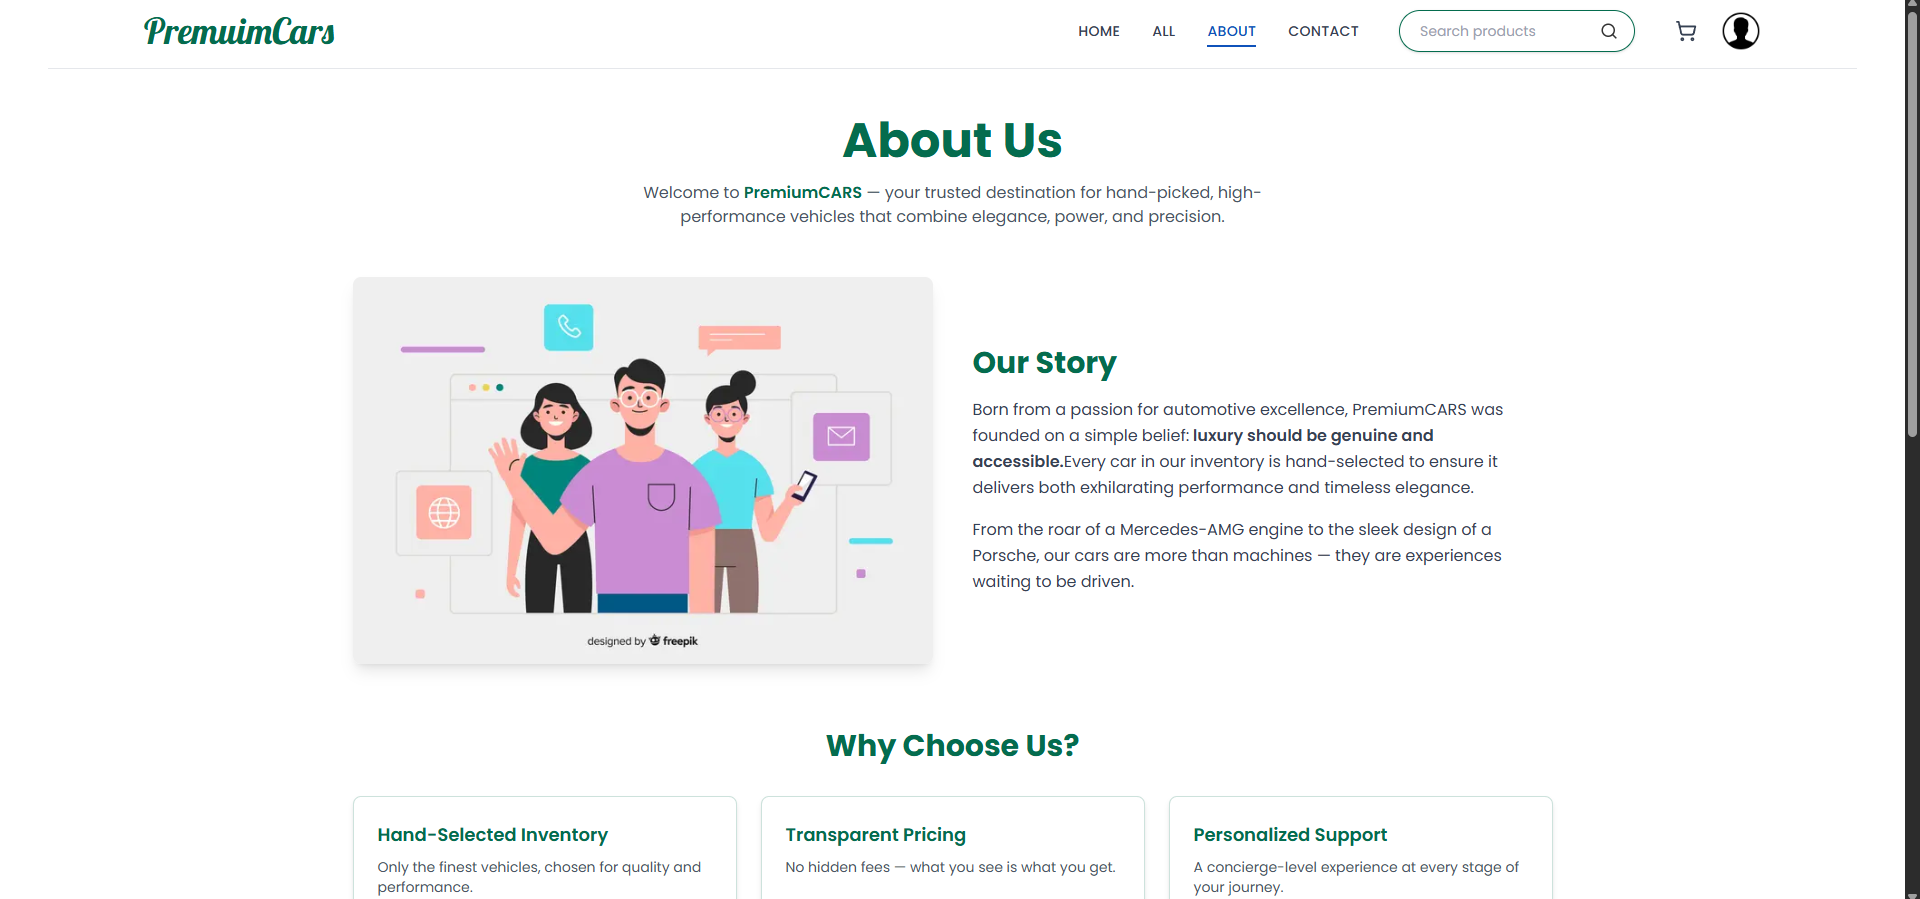 PremuimCars
HOME
ALL
ABOUT
CONTACT
Search products
About Us
Welcome to PremiumCARS — your trusted destination for hand-picked, high-
performance vehicles that combine elegance, power, and precision.
designed by freepik
Our Story
Born from a passion for automotive excellence, PremiumCARS was
founded on a simple belief: luxury should be genuine and
accessible.Every car in our inventory is hand-selected to ensure it
delivers both exhilarating performance and timeless elegance.
From the roar of a Mercedes-AMG engine to the sleek design of a
Porsche, our cars are more than machines — they are experiences
waiting to be driven.
Why Choose Us?
Hand-Selected Inventory
Only the finest vehicles, chosen for quality and
performance.
Transparent Pricing
No hidden fees — what you see is what you get.
Personalized Support
A concierge-level experience at every stage of
your journey.